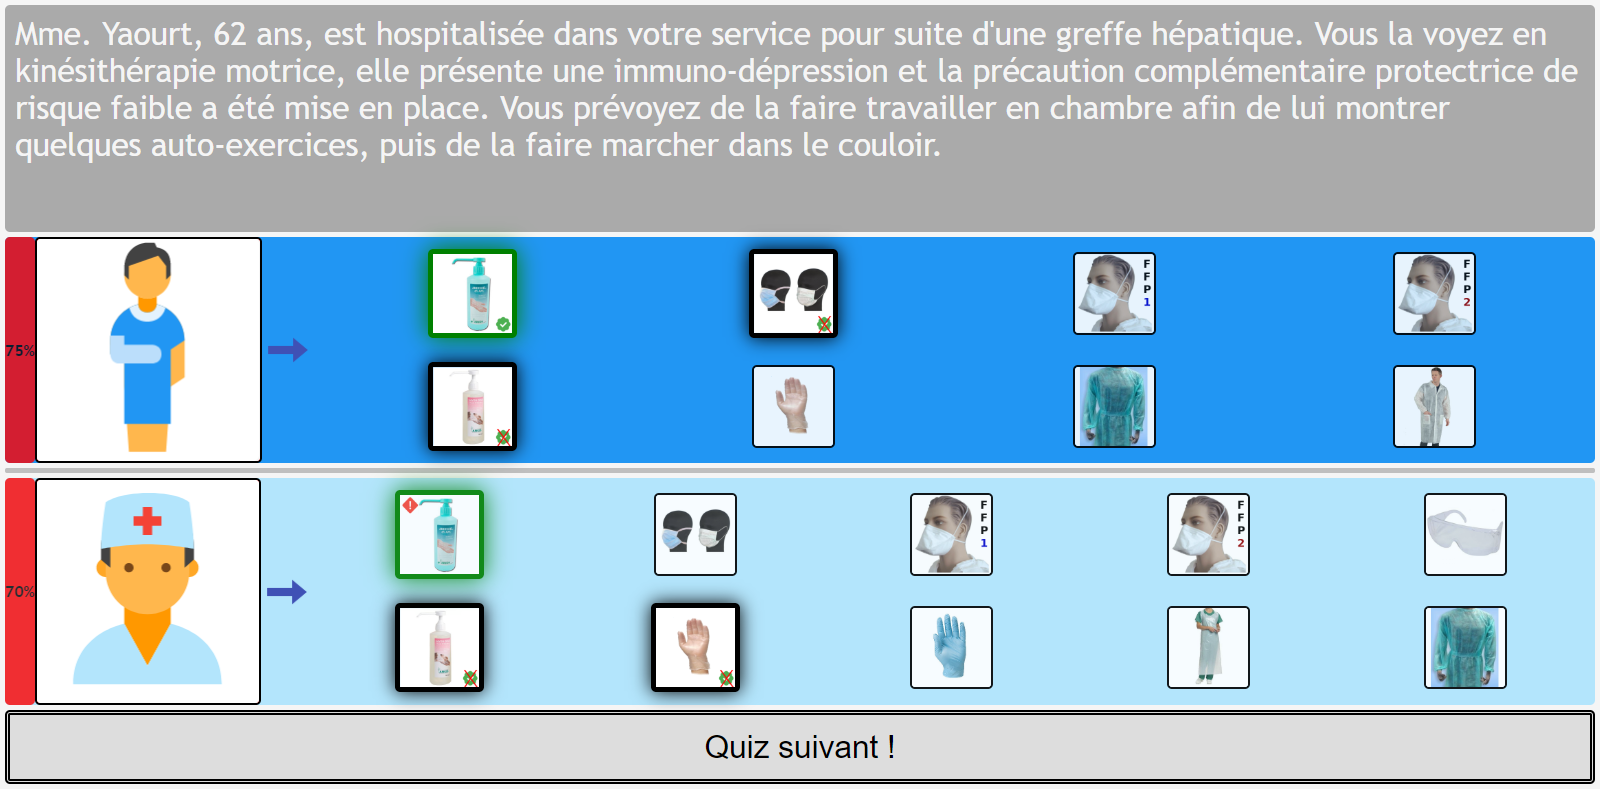 Mme. Yaourt, 62 ans, est hospitalisée dans votre service pour suite d'une greffe hépatique. Vous la voyez en
kinésithérapie motrice, elle présente une immuno-dépression et la précaution complémentaire protectrice de
risque faible a été mise en place. Vous prévoyez de la faire travailler en chambre afin de lui montrer
quelques auto-exercices, puis de la faire marcher dans le couloir.
75%
FFP1
FFP2
70%
FFP1
FFP2
Quiz suivant !